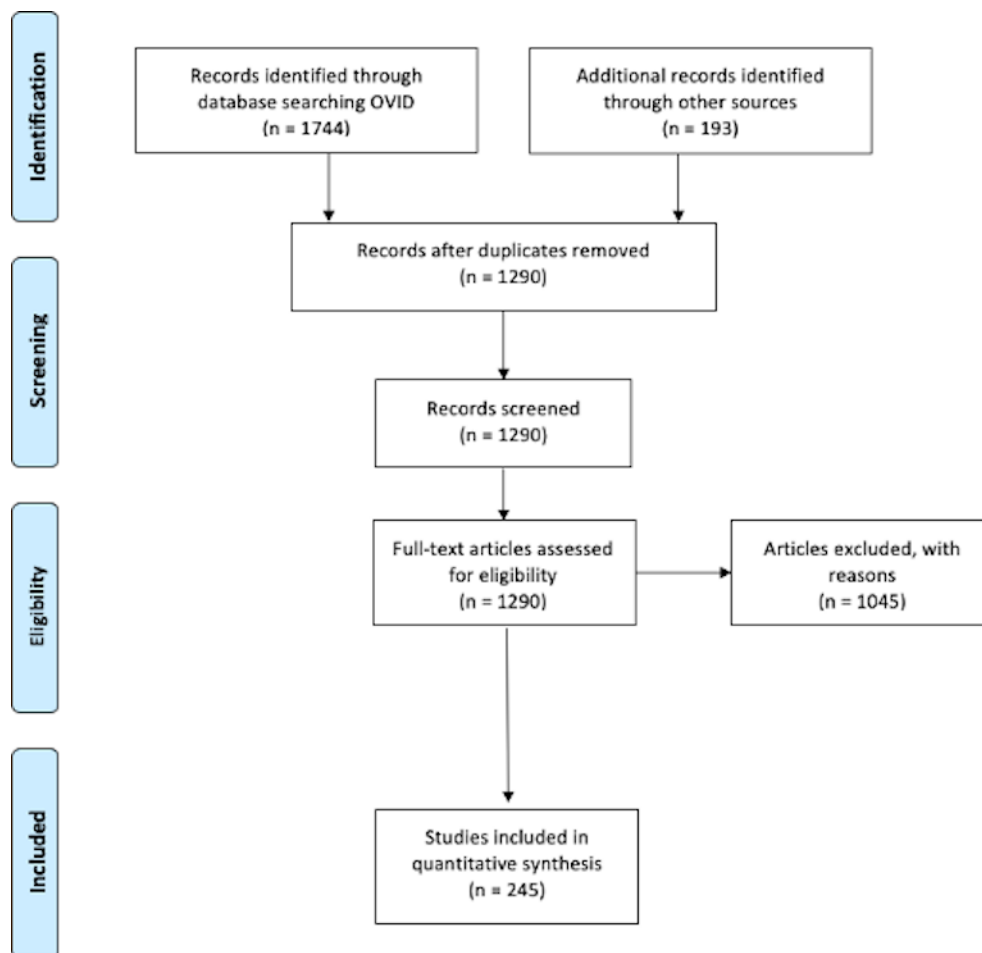 Identification
Records identified through
database searching OVID
(n = 1744)
Additional records identified
through other sources
(n = 193)
Records after duplicates removed
(n = 1290)
Screening
Records screened
(n = 1290)
Eligibility
Full-text articles assessed
for eligibility
(n = 1290)
Articles excluded, with
reasons
(n = 1045)
Included
Studies included in
quantitative synthesis
(n = 245)